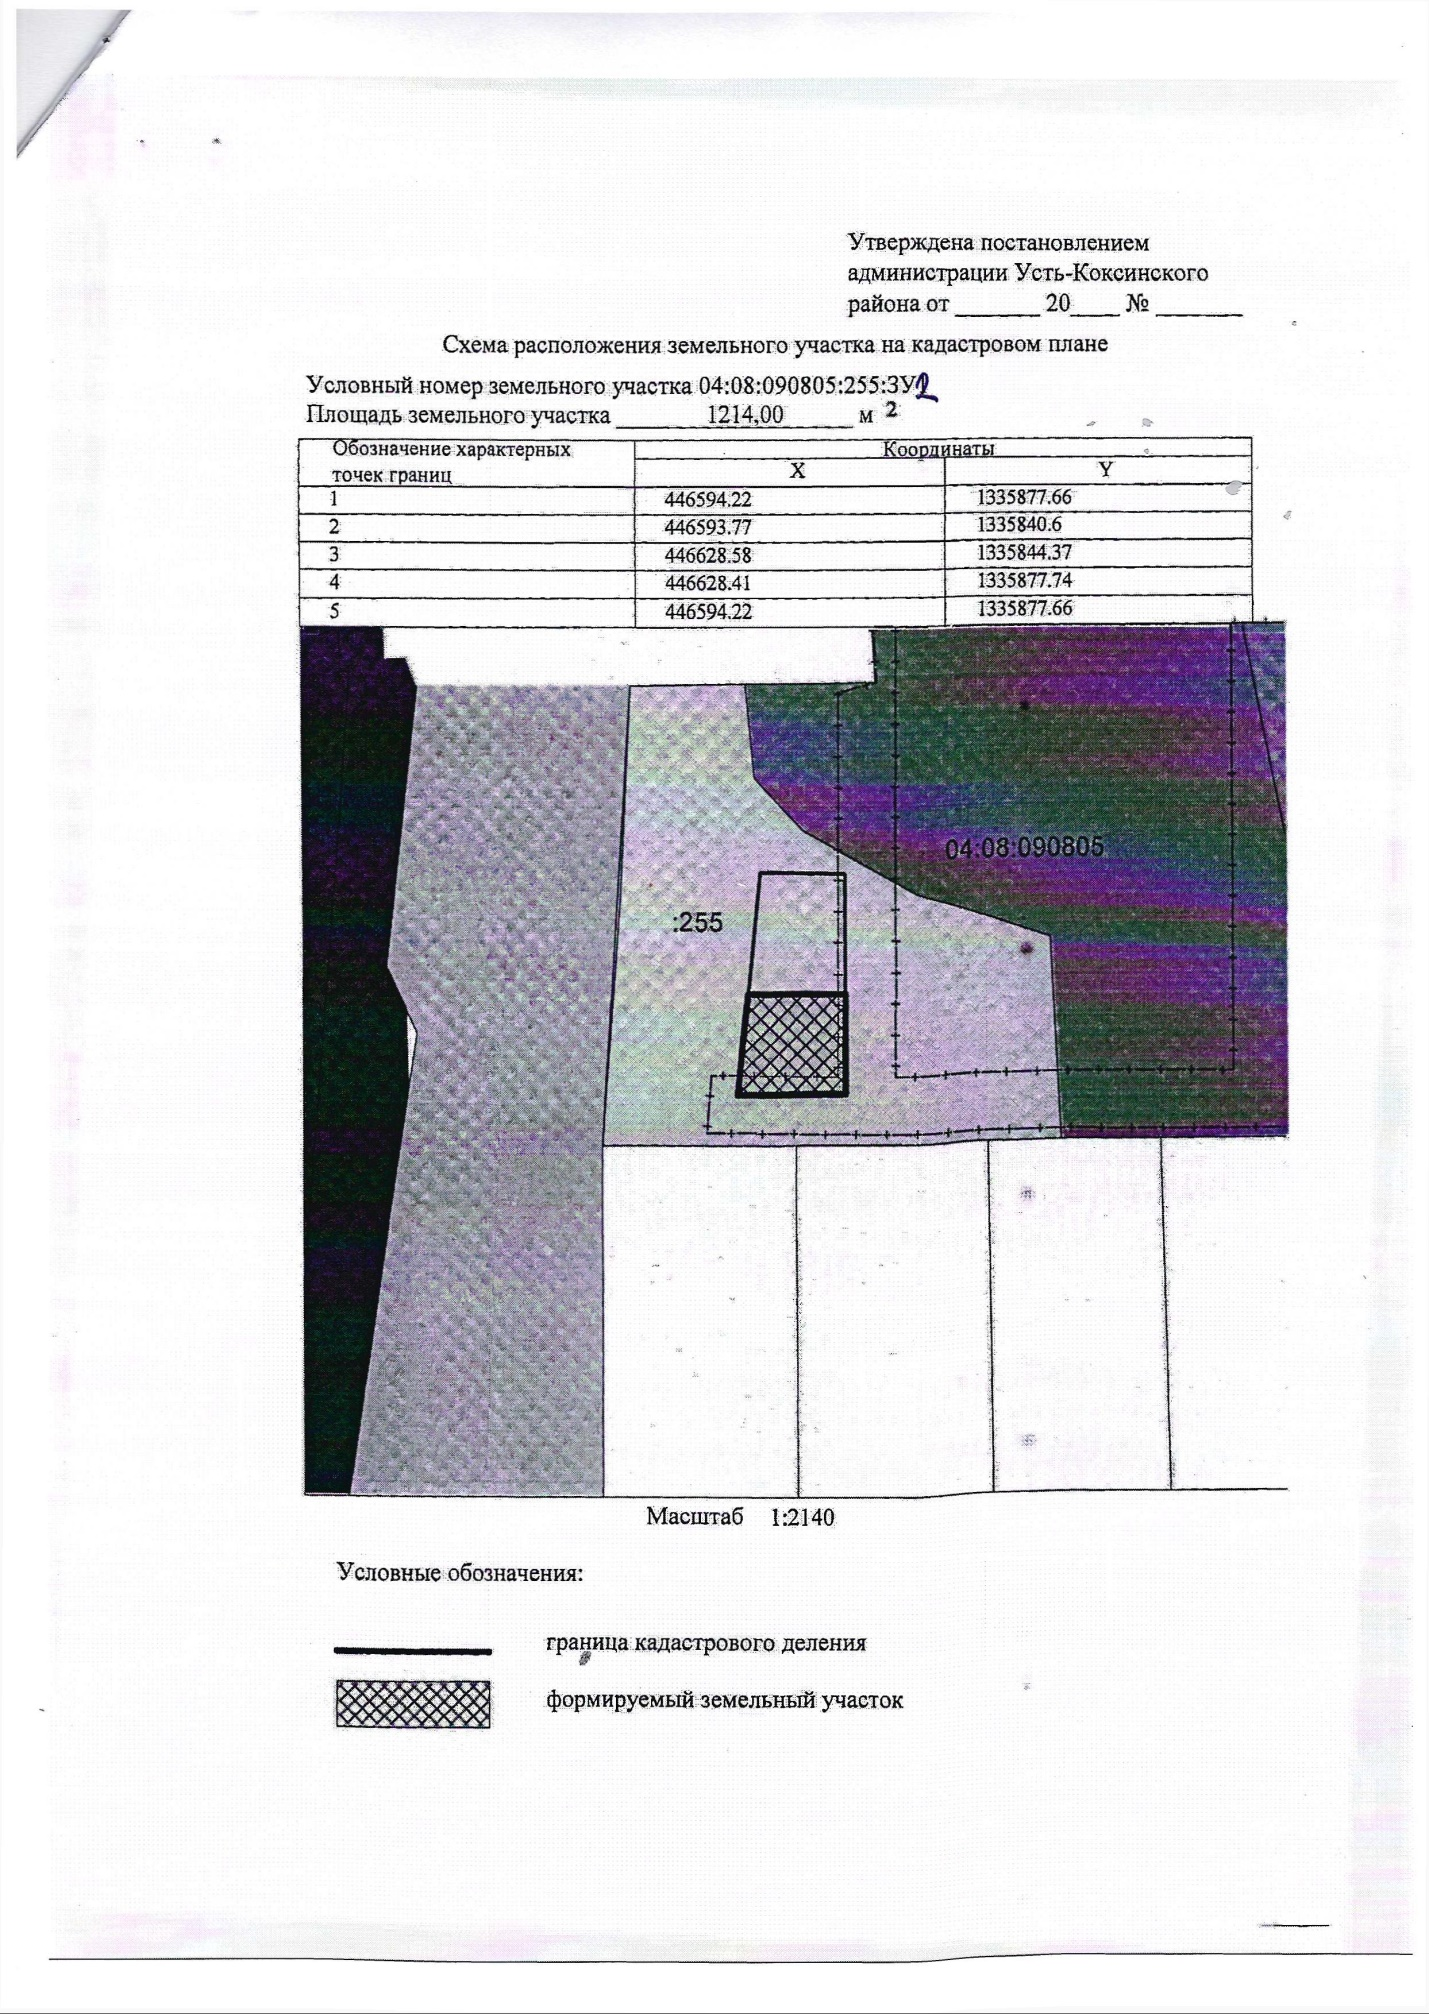 Утверждена постановлением
администрации Усть-Коксинского
района от _______ 20____ № _______
Схема расположения земельного участка на кадастровом плане
Условный номер земельного участка 04:08:090805:255:ЗУ2
Площадь земельного участка 1214,00 м 2
Обозначение характерных точек границ Координаты
X Y
1 446594.22 1335877.66
2 446593.77 1335840.6
3 446628.58 1335844.37
4 446628.41 1335877.74
5 446594.22 1335877.66
04:08:090805
:255
Масштаб 1:2140
Условные обозначения:
граница кадастрового деления
формируемый земельный участок